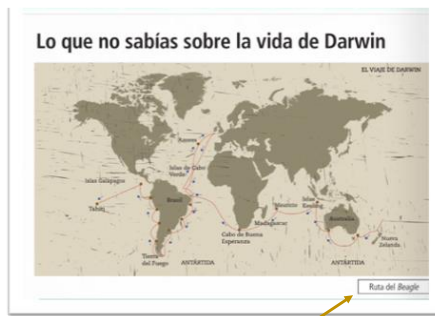 Lo que no sabías sobre la vida de Darwin
EL VIAJE DE DARWIN
Azores
Islas de Cabo
Verde
Islas Galápagos
Tahití
Brasil
Mauricio
Islas
Madagascar
Australia
Cabo de Buena
Esperanza
Nueva
Zelanda
Tierra
del Fuego
ANTÁRTIDA
ANTÁRTIDA
Ruta del Beagle